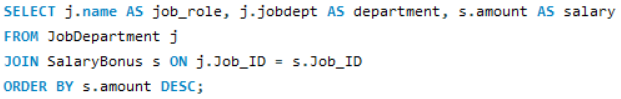 SELECT j.name AS job_role, j.jobdept AS department, s.amount AS salary
FROM JobDepartment j
JOIN SalaryBonus s ON j.Job_ID = s.Job_ID
ORDER BY s.amount DESC;